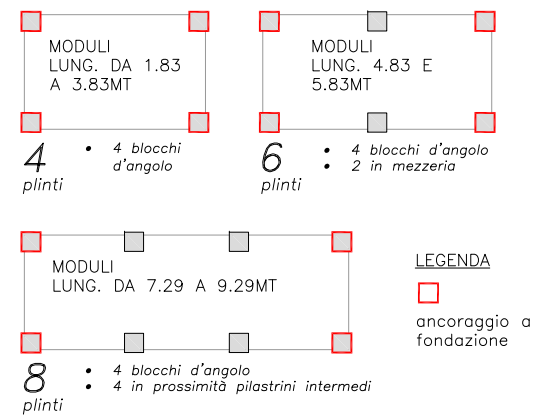 MODULI
LUNG. DA 1.83
A 3.83MT
4
plinti
• 4 blocchi
d'angolo
MODULI
LUNG. 4.83 E
5.83MT
6
plinti
• 4 blocchi d'angolo
• 2 in mezzeria
MODULI
LUNG. DA 7.29 A 9.29MT
8
plinti
• 4 blocchi d'angolo
• 4 in prossimità pilastrini intermedi
LEGENDA
ancoraggio a
fondazione